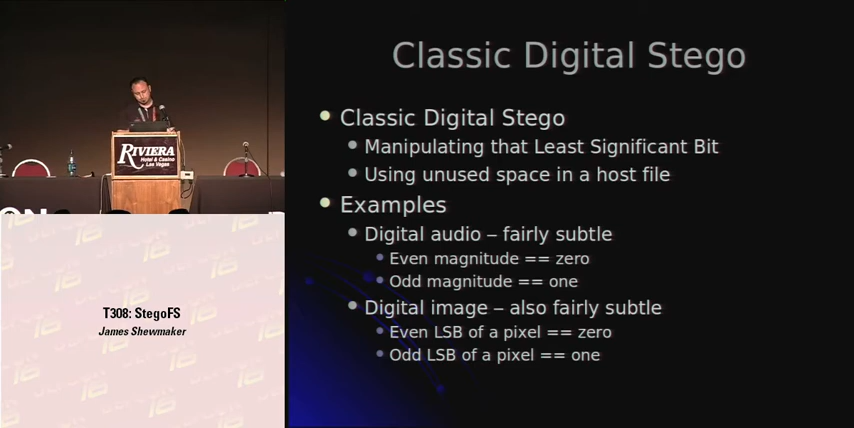 Classic Digital Stego
Classic Digital Stego
Manipulating that Least Significant Bit
Using unused space in a host file
Examples
Digital audio – fairly subtle
Even magnitude == zero
Odd magnitude == one
Digital image – also fairly subtle
Even LSB of a pixel == zero
Odd LSB of a pixel == one
RIVIERA
Hotel & Casino
Las Vegas
T308: StegoFS
James Shewmaker